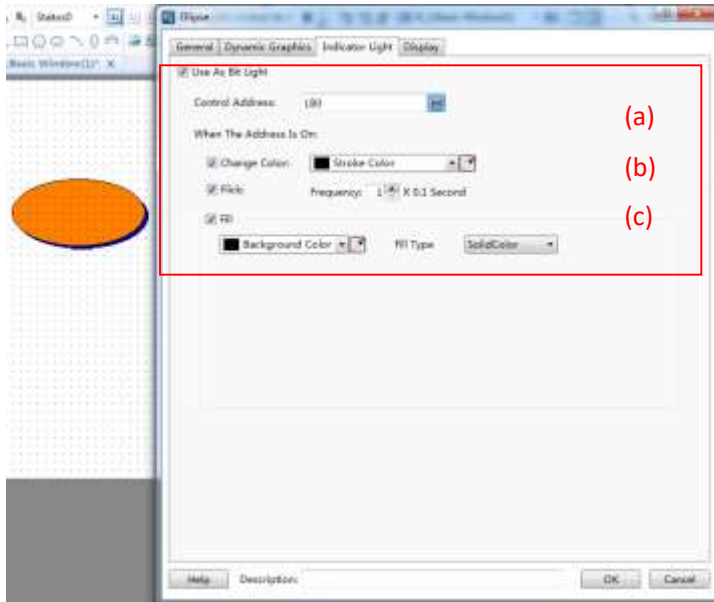 Status0
Ellipse
Basic Window(1)* X
General Dynamic Graphics Indicator Light Display
Use As Bit Light
Control Address:
(a)
When The Address Is On:
Change Color: Stroke Color
(b)
Flick Frequency: 1 X 0.1 Second
(c)
Fill
Background Color Fill Type SolidColor
Help Description: OK Cancel